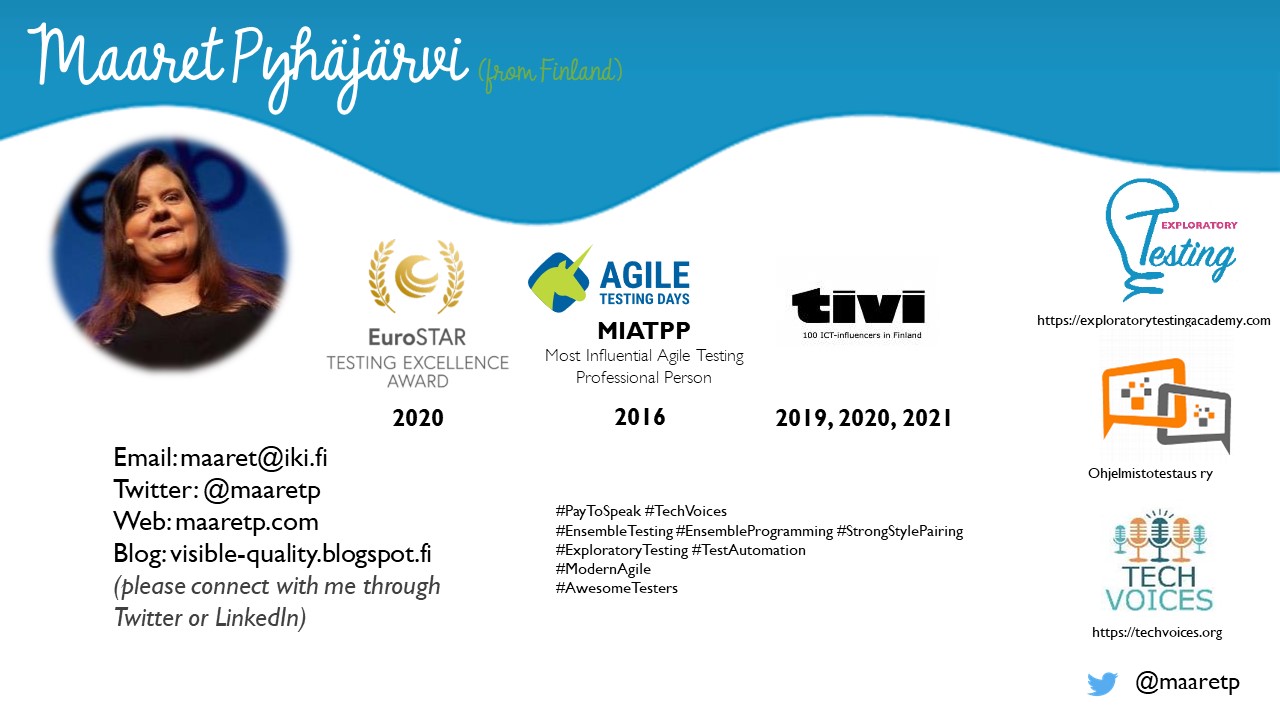 Maaret Pyhäjärvi (from Finland)
EuroSTAR
TESTING EXCELLENCE
AWARD
2020
AGILE
TESTING DAYS
MIATPP
Most Influential Agile Testing
Professional Person
2016
tivi
100 ICT-influencers in Finland
2019, 2020, 2021
Email: maaret@iki.fi
Twitter: @maaretp
Web: maaretp.com
Blog: visible-quality.blogspot.fi
(please connect with me through
Twitter or LinkedIn)
#PayToSpeak #TechVoices
#EnsembleTesting #EnsembleProgramming #StrongStylePairing
#ExploratoryTesting #TestAutomation
#ModernAgile
#AwesomeTesters
EXPLORATORY
Testing
https://exploratorytestingacademy.com
Ohjelmistotestaus ry
TECH
VOICES
https://techvoices.org
@maaretp